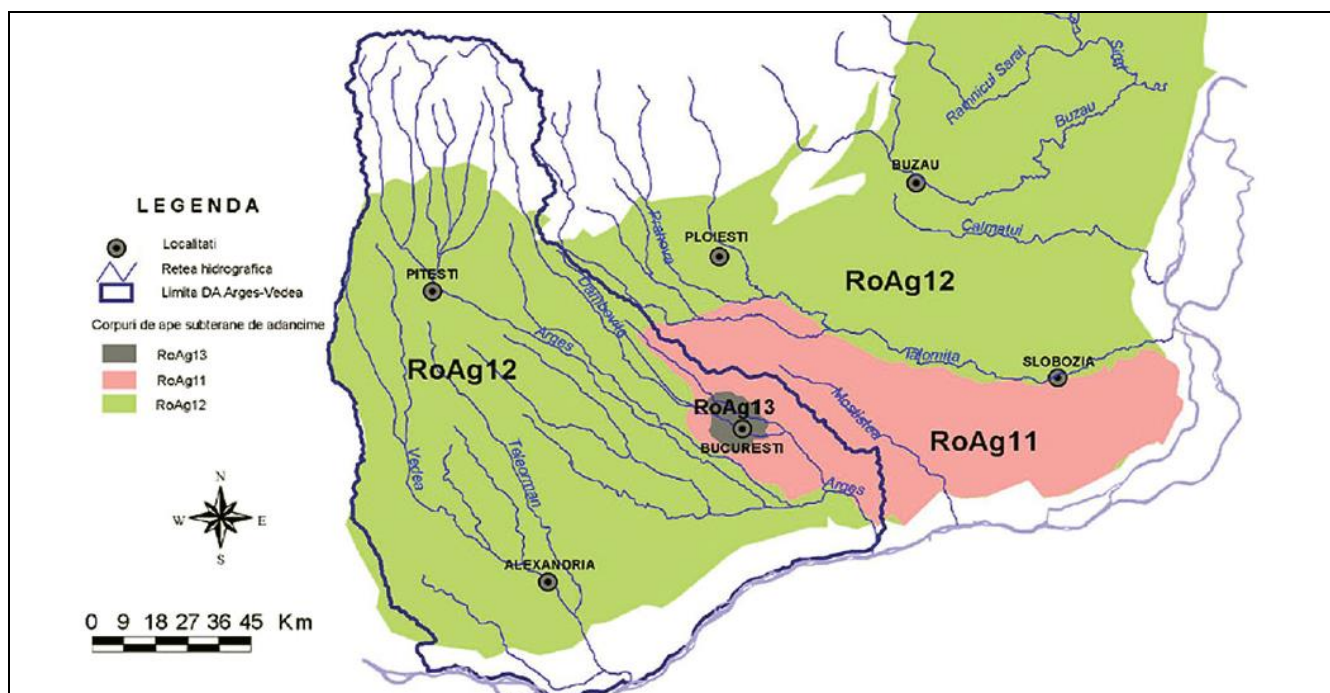 LEGENDA
Localitati
Retea hidrografica
Limita DA Arges-Vedea
Corpuri de ape subterane de adancime
RoAg13
RoAg11
RoAg12
N
W E
S
0 9 18 27 36 45 Km
Ramnicul Sarat
Siret
Buzau
BUZAU
Calmatui
PLOIESTI
Prahova
RoAg12
PITESTI
Dambovita
Arges
RoAg12
Ialomita
SLOBOZIA
RoAg13
BUCURESTI
Mostistea
RoAg11
Arges
Vedea
Teleorman
ALEXANDRIA